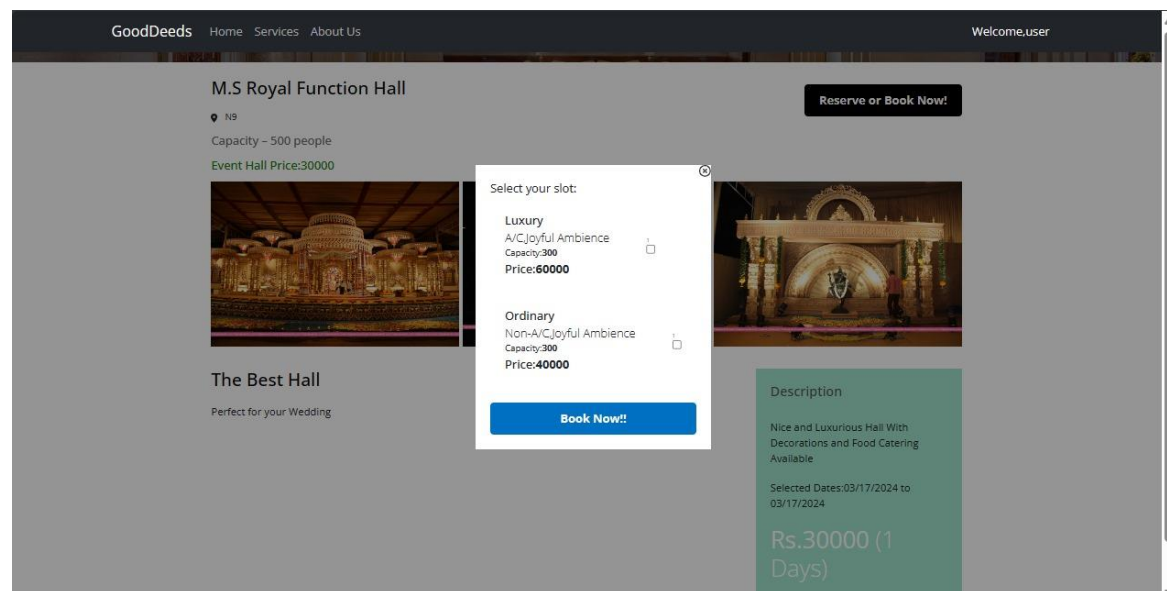 GoodDeeds Home Services About Us Welcome,user
M.S Royal Function Hall
Reserve or Book Now!
N9
Capacity – 500 people
Event Hall Price:30000
Select your slot:
Luxury
A/C,Joyful Ambience
Capacity:300
1
Price:60000
Ordinary
Non-A/C,Joyful Ambience
Capacity:300
1
Price:40000
Book Now!!
The Best Hall
Perfect for your Wedding
Description
Nice and Luxurious Hall With
Decorations and Food Catering
Available
Selected Dates:03/17/2024 to
03/17/2024
Rs.30000 (1
Days)